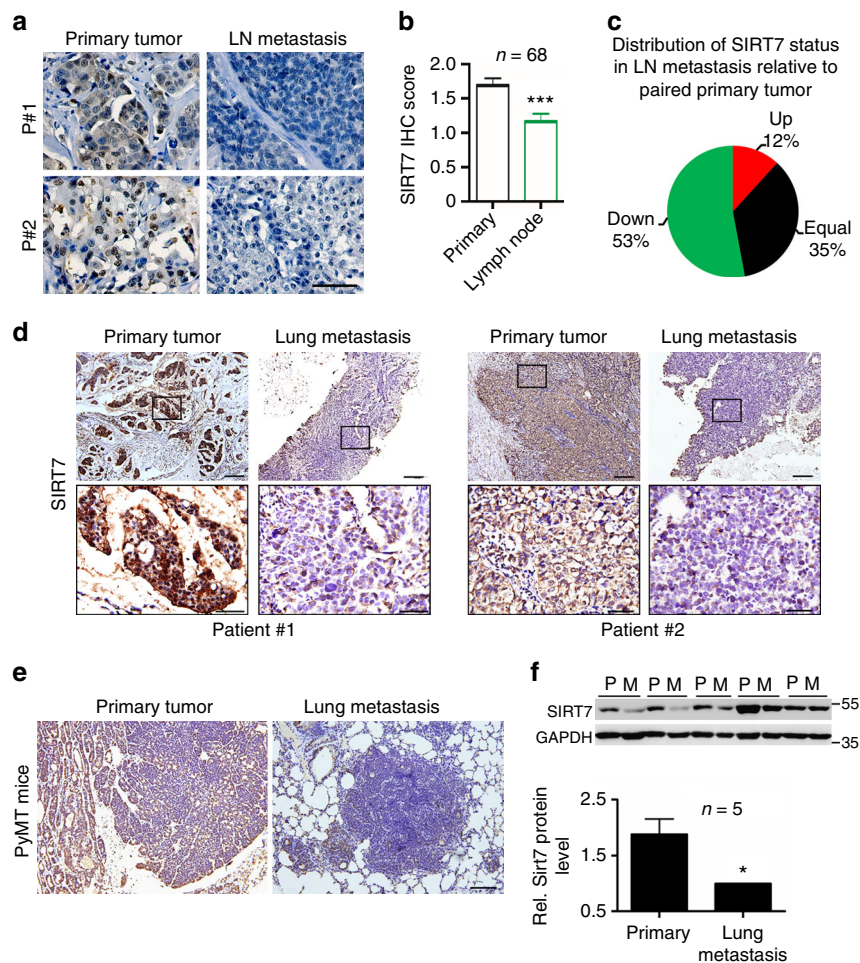 a
Primary tumor
LN metastasis
P#1
P#2
b
n = 68
SIRT7 IHC score
2.0
1.5
1.0
0.5
0
***
Primary
Lymph node
c
Distribution of SIRT7 status
in LN metastasis relative to
paired primary tumor
Up
12%
Down
53%
Equal
35%
d
Primary tumor
Lung metastasis
Primary tumor
Lung metastasis
SIRT7
Patient #1
Patient #2
e
Primary tumor
Lung metastasis
PyMT mice
f
P M P M P M P M P M
SIRT7
55
GAPDH
35
Rel. Sirt7 protein
level
2.5
1.5
0.5
n = 5
*
Primary
Lung
metastasis